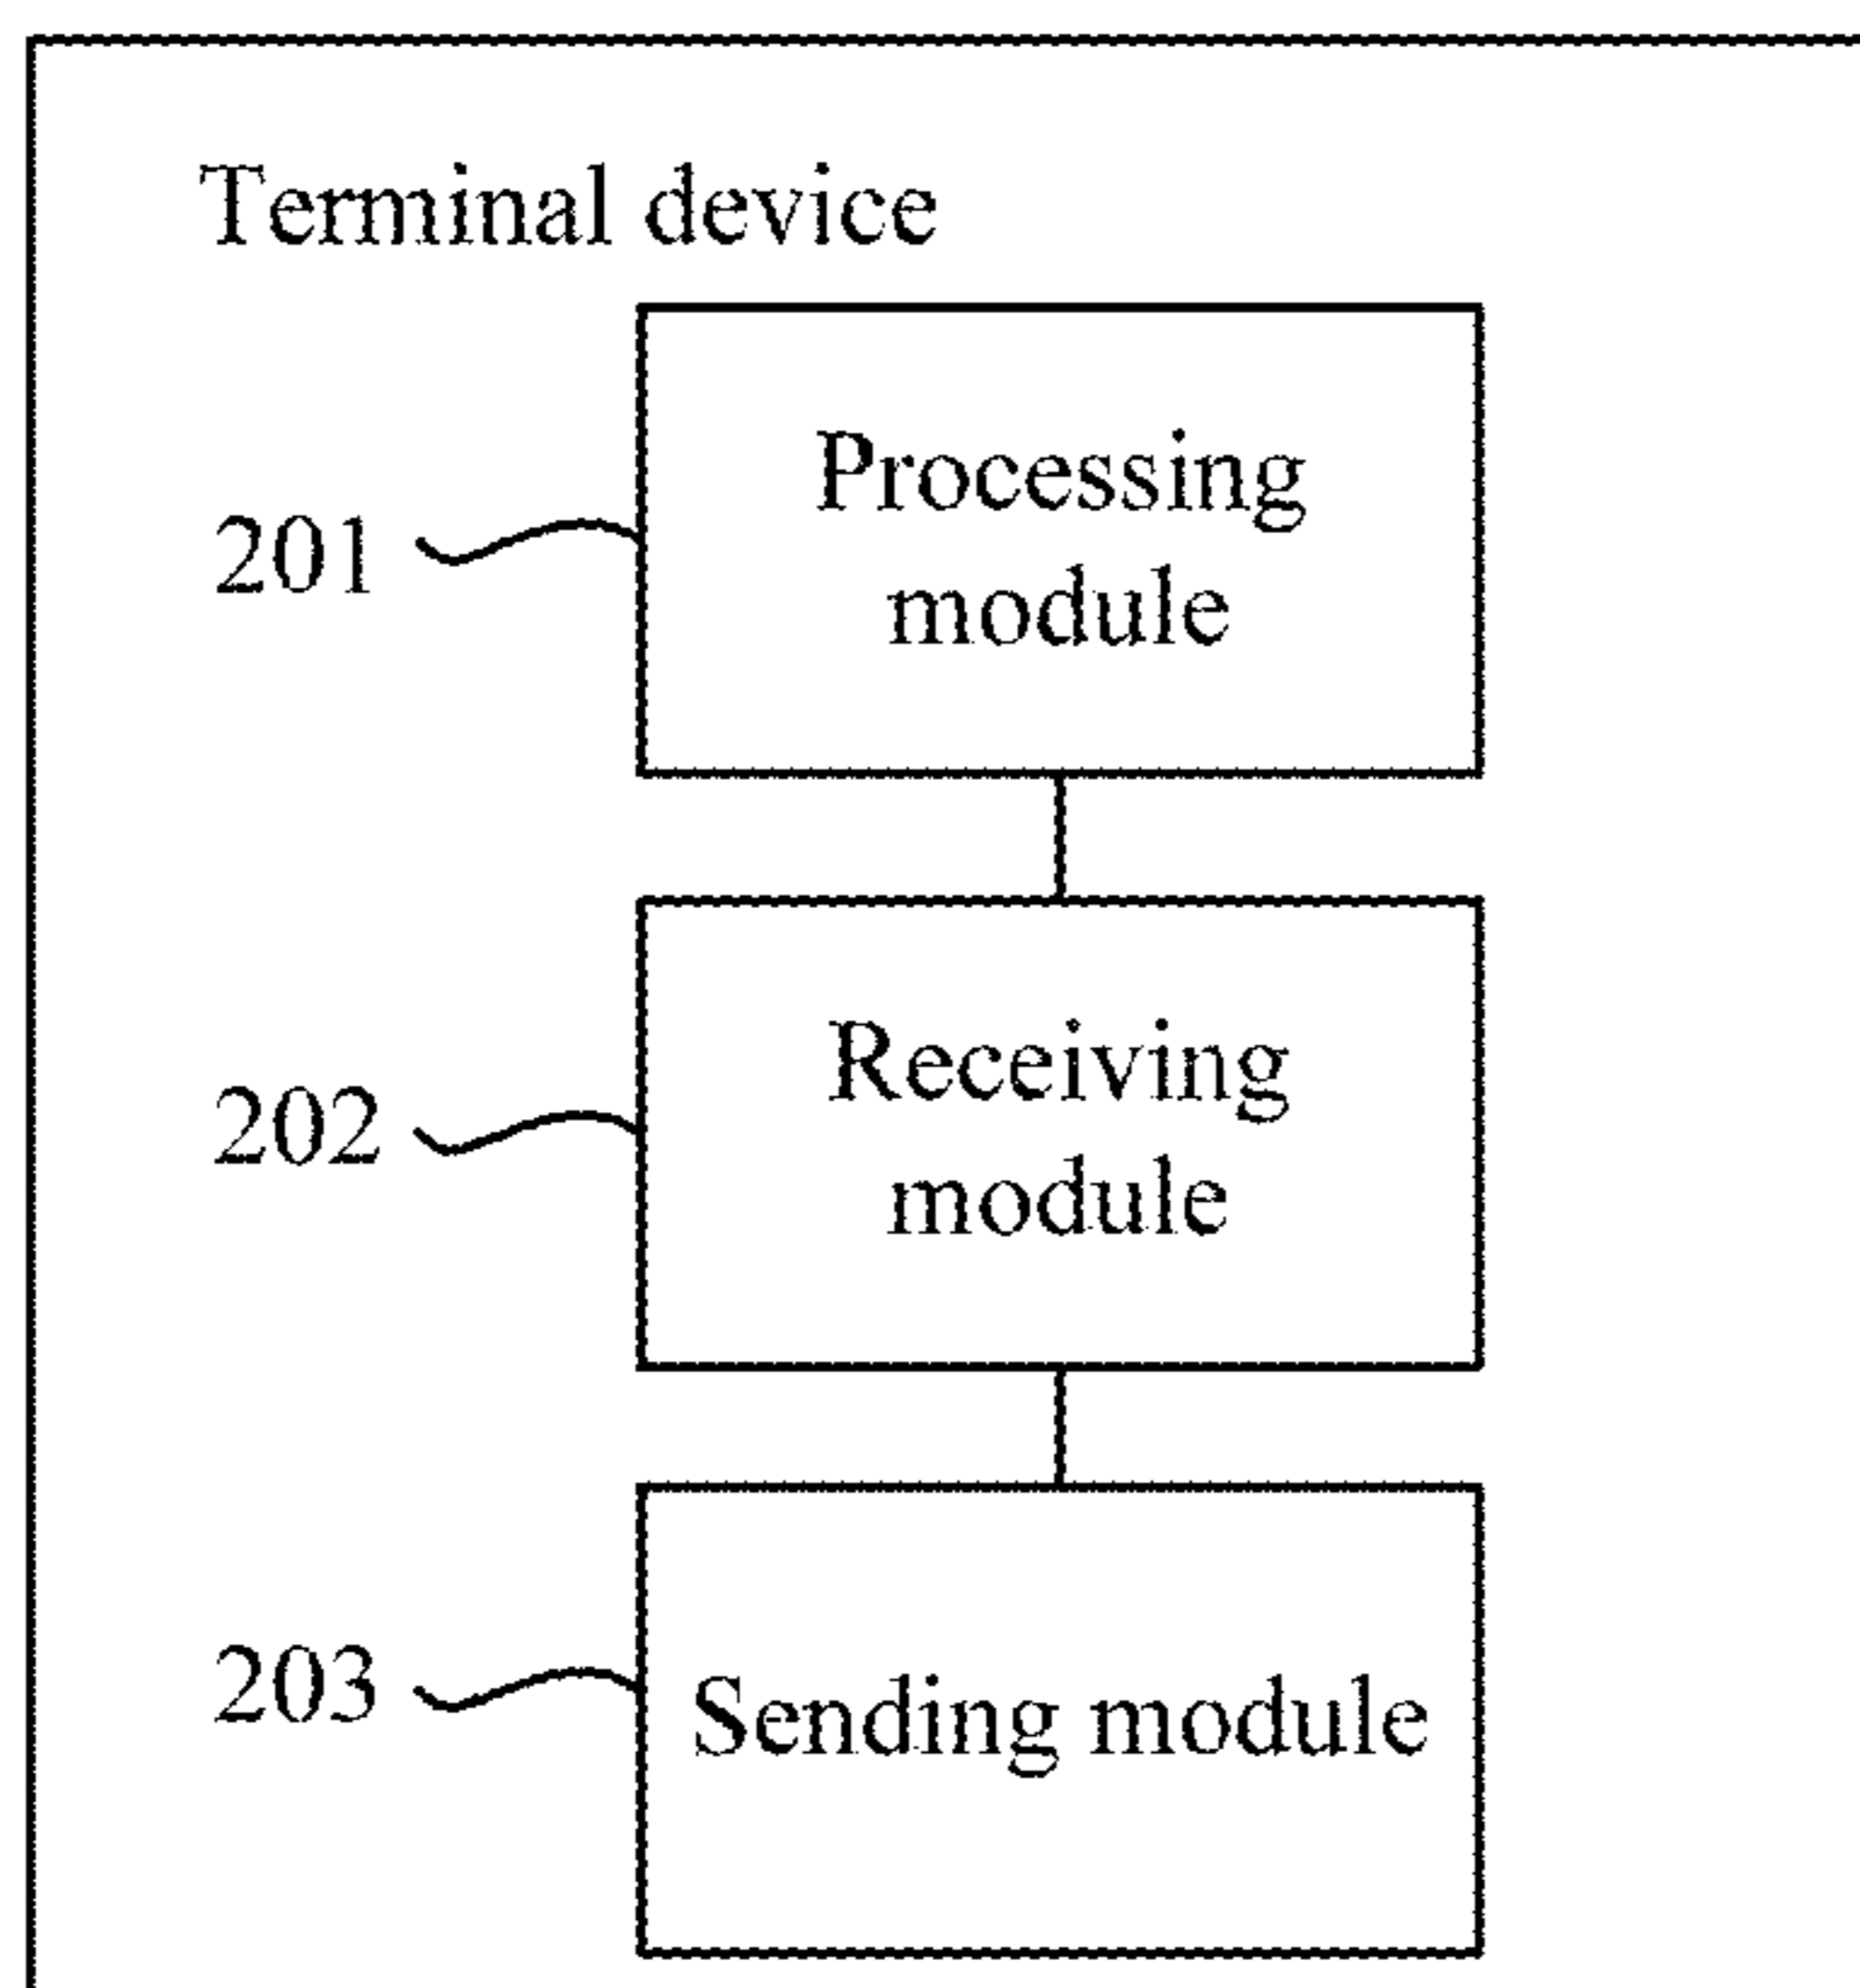 Terminal device
201
Processing
module
202
Receiving
module
203
Sending module